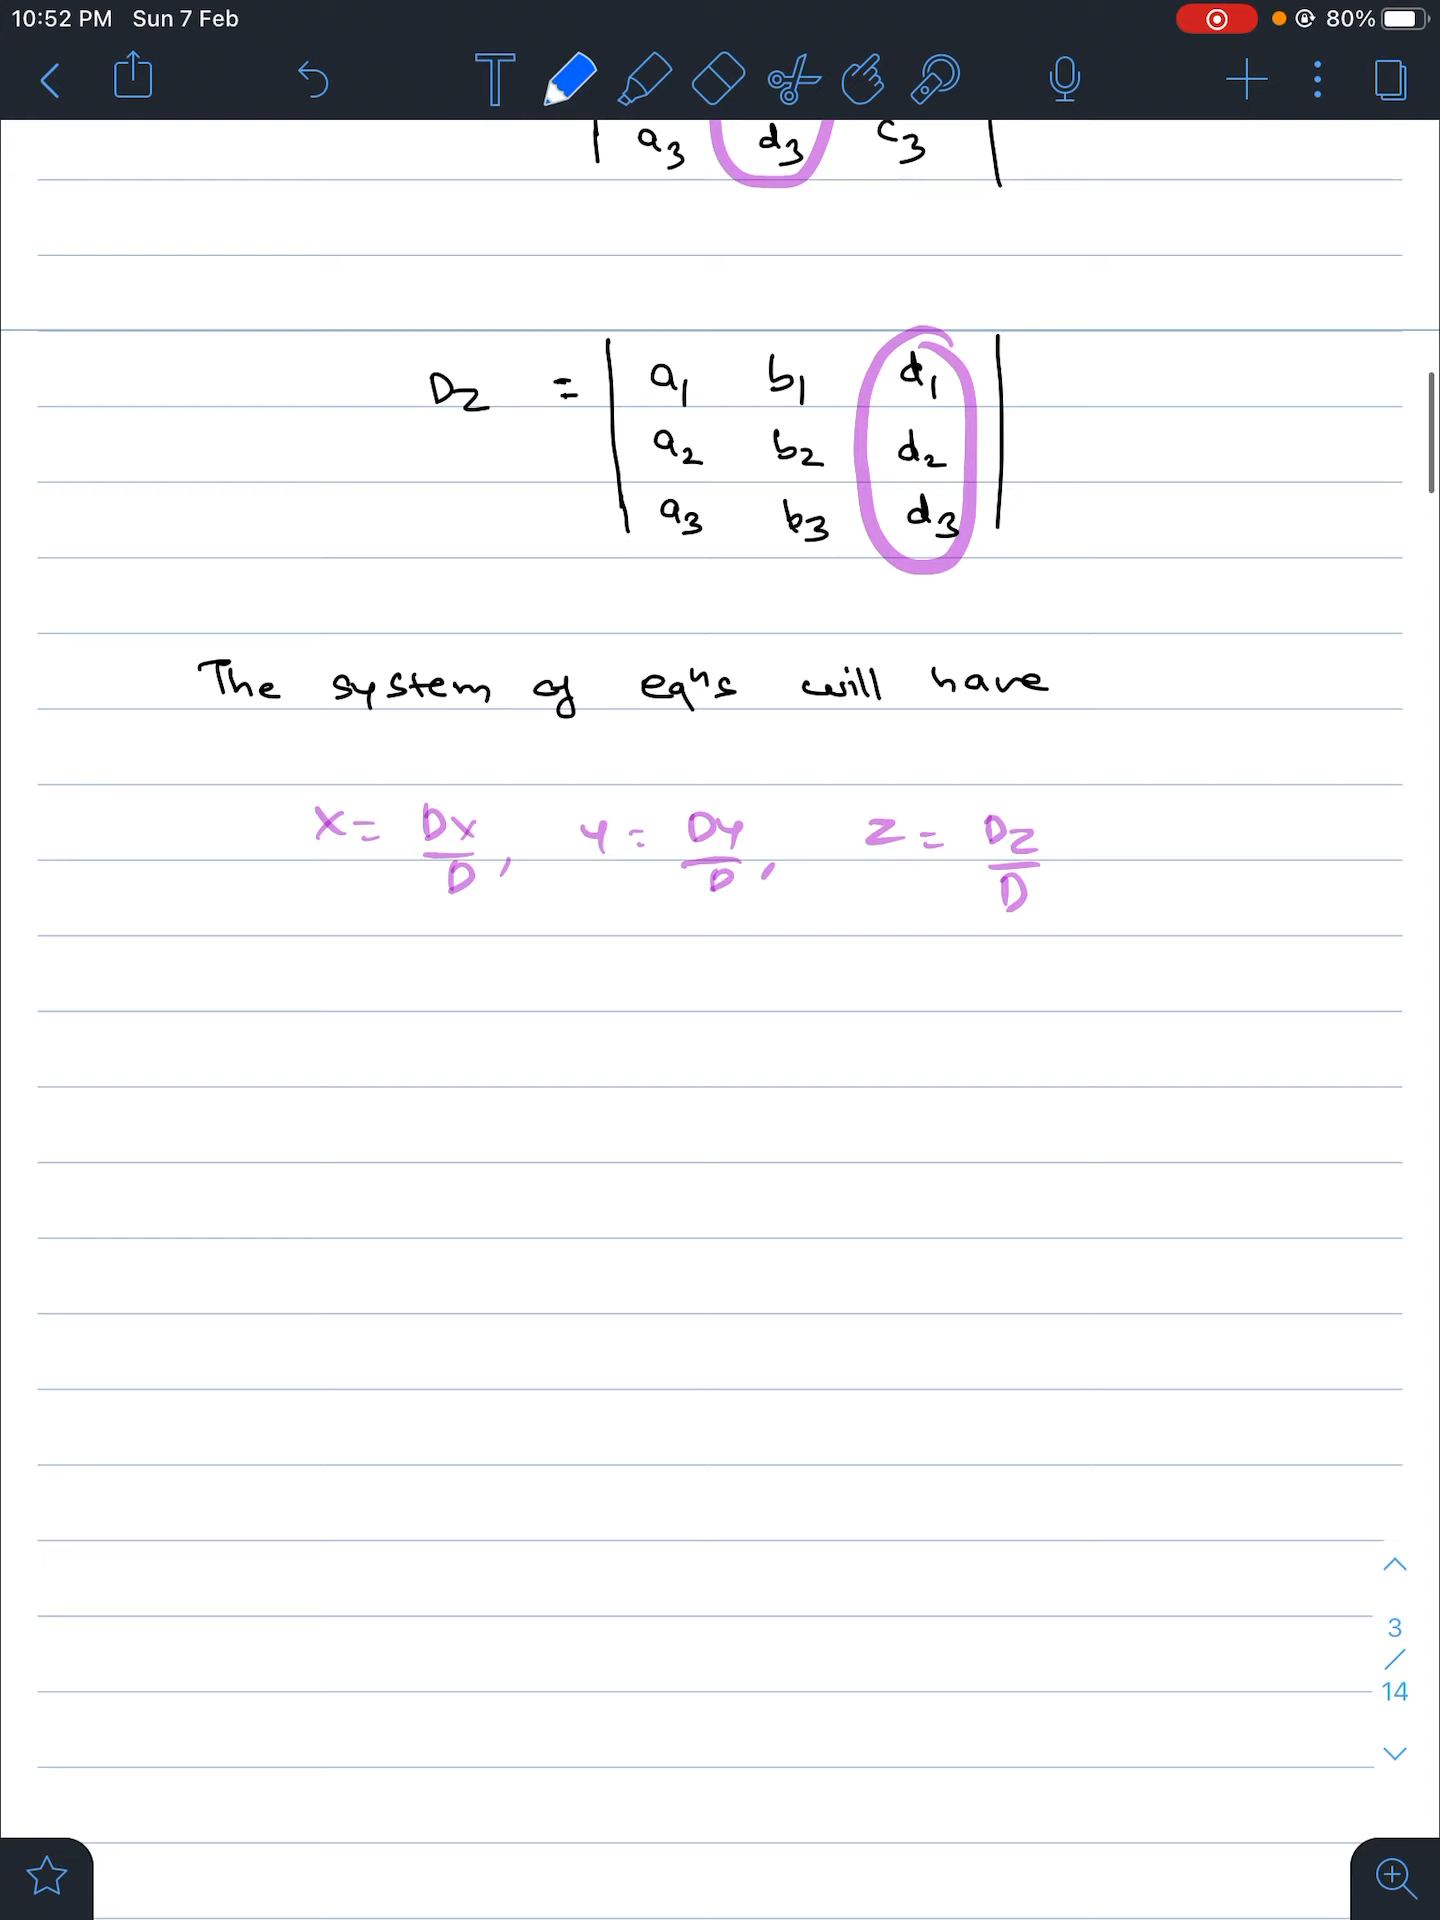 10:52 PM Sun 7 Feb 80%
T
a3 d3 c3
Dz = a1 b1 d1
a2 b2 d2
a3 b3 d3
The system of eqns will have
x = Dx/D, y = Dy/D, z = Dz/D
3
/
14